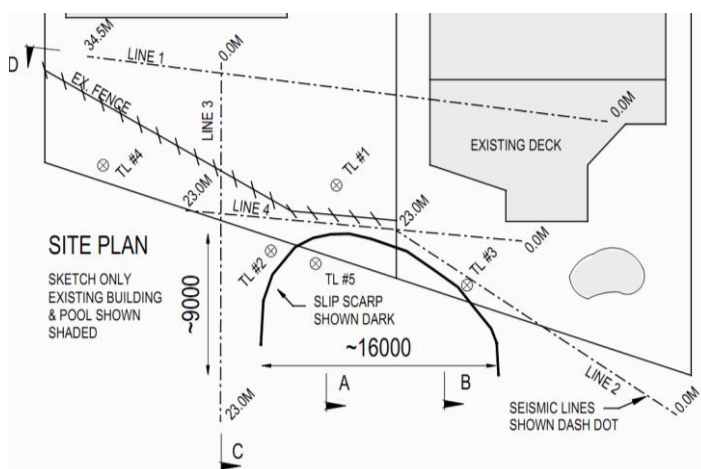 34.5M
LINE 1
0.0M
D
EX. FENCE
LINE 3
0.0M
EXISTING DECK
TL #4
TL #1
23.0M
LINE 4
23.0M
0.0M
SITE PLAN
SKETCH ONLY
EXISTING BUILDING
& POOL SHOWN
SHADED
~9000
TL #2
TL #5
TL #3
SLIP SCARP
SHOWN DARK
~16000
A
B
LINE 2
0.0M
23.0M
SEISMIC LINES
SHOWN DASH DOT
C